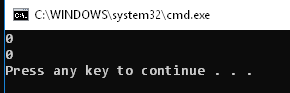 C:\WINDOWS\system32\cmd.exe
0
0
Press any key to continue . . .